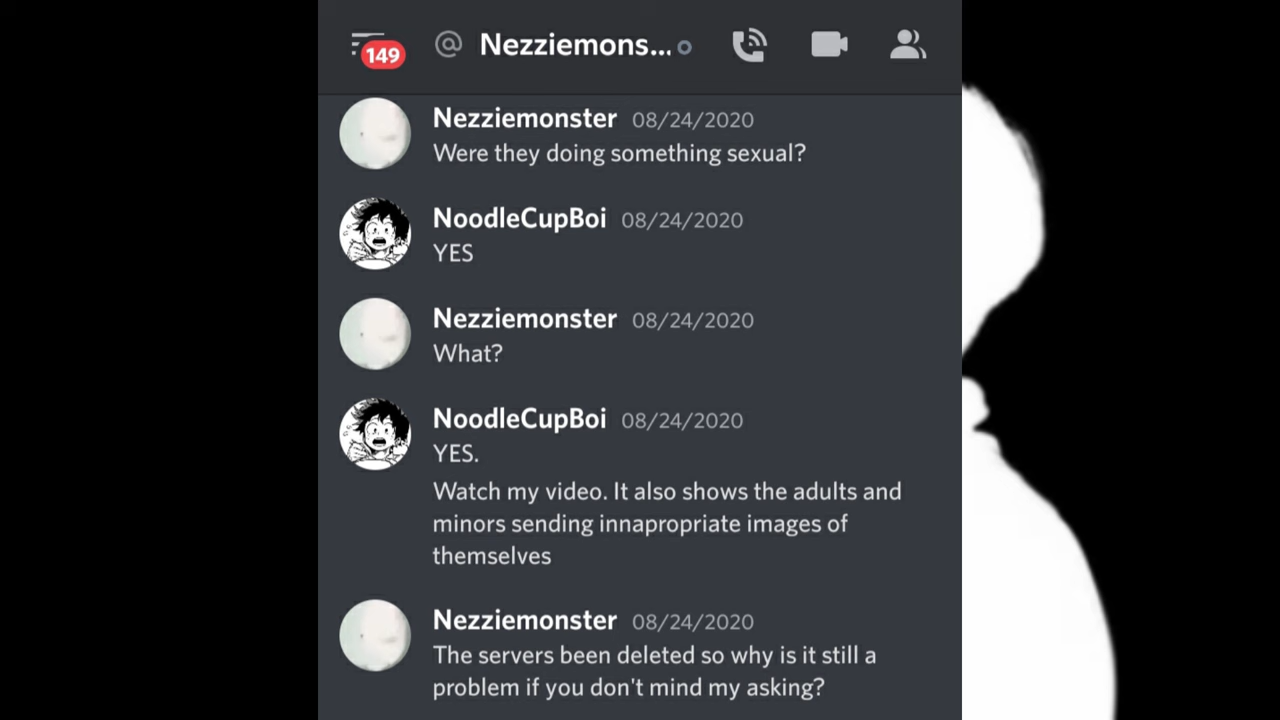 149
@ Nezziemons...
Nezziemonster 08/24/2020
Were they doing something sexual?
NoodleCupBoi 08/24/2020
YES
Nezziemonster 08/24/2020
What?
NoodleCupBoi 08/24/2020
YES.
Watch my video. It also shows the adults and
minors sending innapropriate images of
themselves
Nezziemonster 08/24/2020
The servers been deleted so why is it still a
problem if you don't mind my asking?